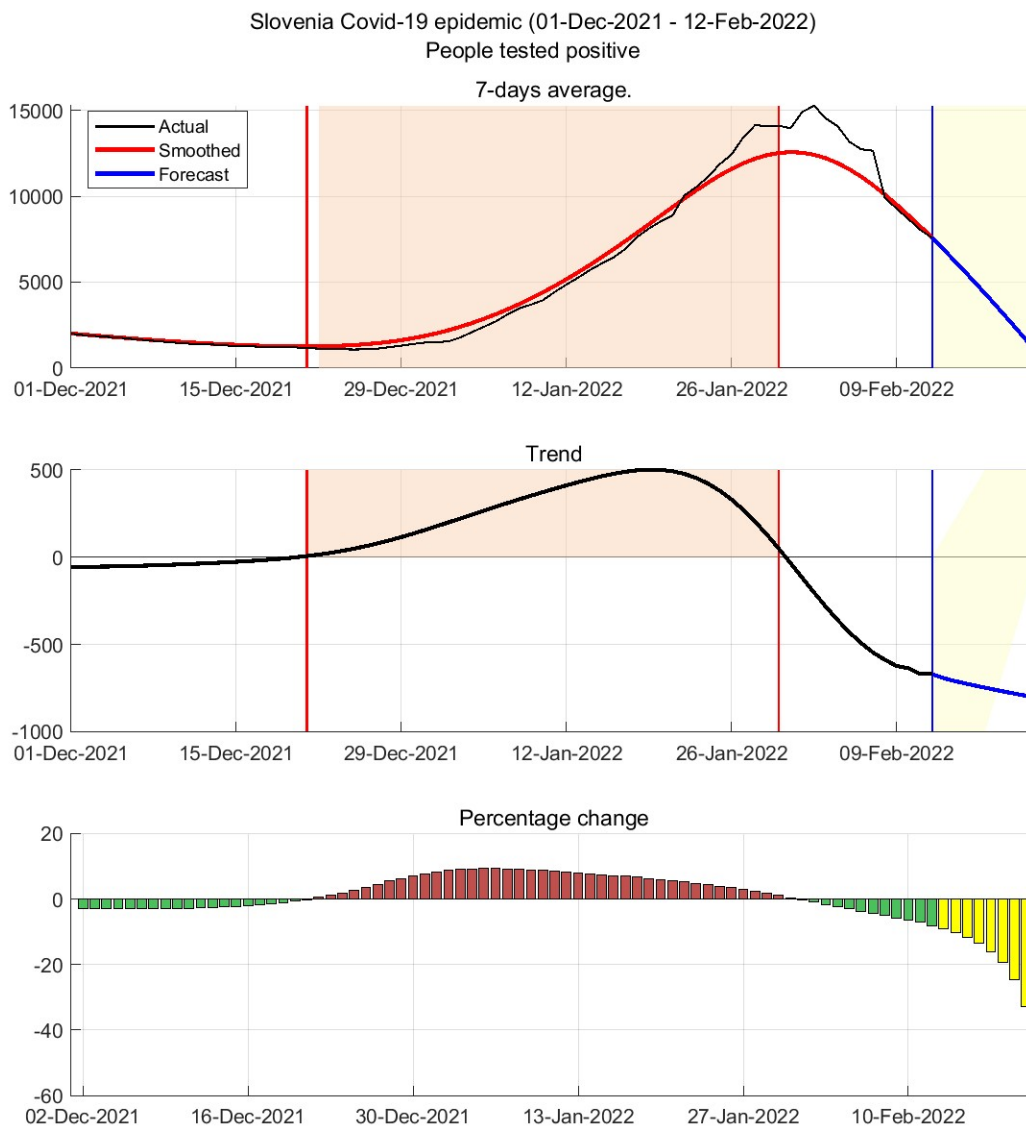 Slovenia Covid-19 epidemic (01-Dec-2021 - 12-Feb-2022)
People tested positive
7-days average.
15000
10000
5000
0
Actual
Smoothed
Forecast
01-Dec-2021 15-Dec-2021 29-Dec-2021 12-Jan-2022 26-Jan-2022 09-Feb-2022
Trend
500
0
-500
-1000
01-Dec-2021 15-Dec-2021 29-Dec-2021 12-Jan-2022 26-Jan-2022 09-Feb-2022
Percentage change
20
0
-20
-40
-60
02-Dec-2021 16-Dec-2021 30-Dec-2021 13-Jan-2022 27-Jan-2022 10-Feb-2022